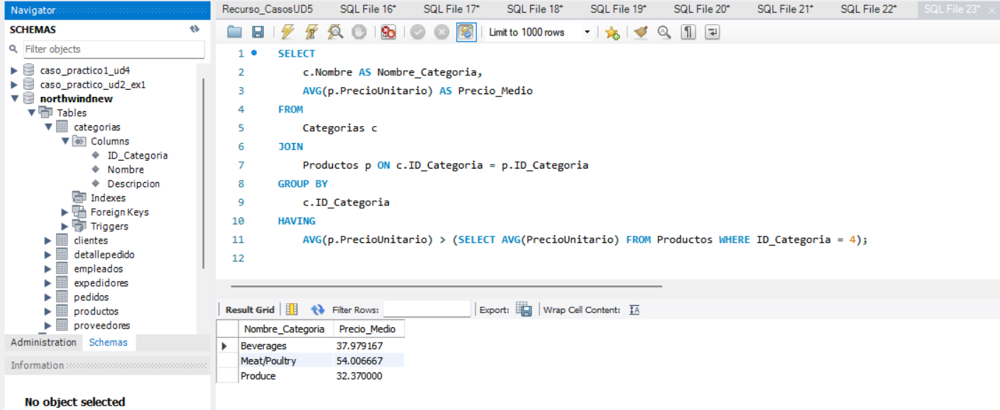 Navigator
SCHEMAS
Filter objects
caso_practico1_ud4
caso_practico_ud2_ex1
northwindnew
Tables
categorias
Columns
ID_Categoria
Nombre
Descripcion
Indexes
Foreign Keys
Triggers
clientes
detallepedido
empleados
expedidores
pedidos
productos
proveedores
Administration Schemas
Information
No object selected
Recurso_CasosUD5 SQL File 16* SQL File 17* SQL File 18* SQL File 19* SQL File 20* SQL File 21* SQL File 22* SQL File 23*
Limit to 1000 rows
1 SELECT
2 c.Nombre AS Nombre_Categoria,
3 AVG(p.PrecioUnitario) AS Precio_Medio
4 FROM
5 Categorias c
6 JOIN
7 Productos p ON c.ID_Categoria = p.ID_Categoria
8 GROUP BY
9 c.ID_Categoria
10 HAVING
11 AVG(p.PrecioUnitario) > (SELECT AVG(PrecioUnitario) FROM Productos WHERE ID_Categoria = 4);
12
Result Grid Filter Rows: Export: Wrap Cell Content: IA
Nombre_Categoria Precio_Medio
Beverages 37.979167
Meat/Poultry 54.006667
Produce 32.370000